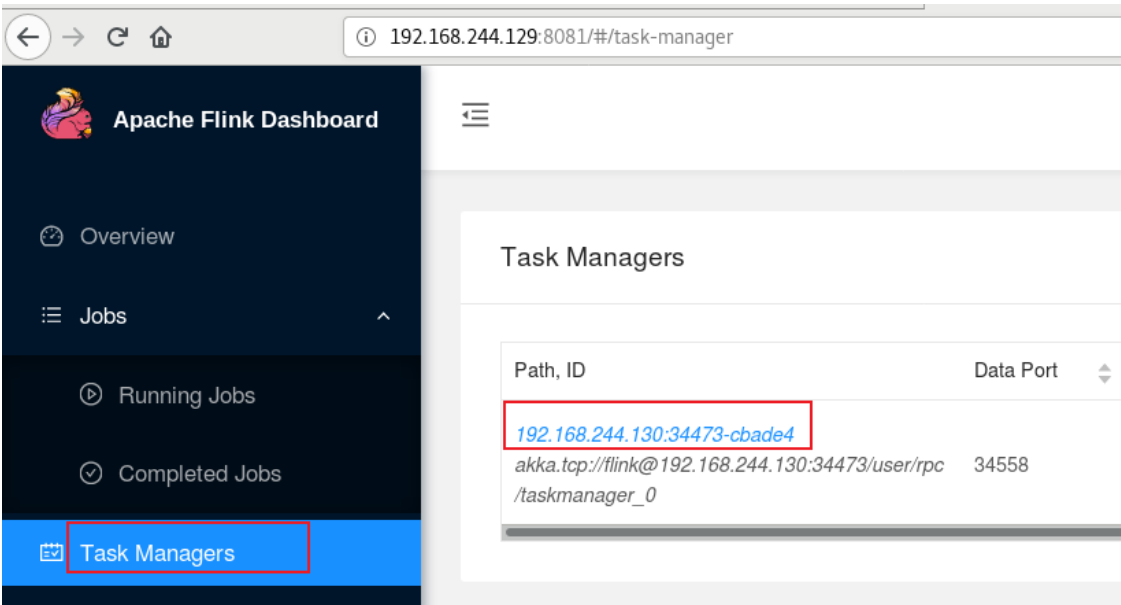 192.168.244.129:8081/#/task-manager
Apache Flink Dashboard
Overview
Jobs
Running Jobs
Completed Jobs
Task Managers
Task Managers
Path, ID
Data Port
192.168.244.130:34473-cbade4
akka.tcp://flink@192.168.244.130:34473/user/rpc
/taskmanager_0
34558